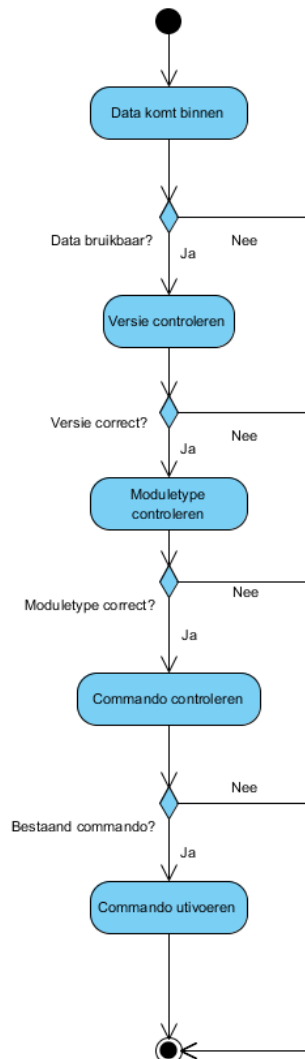 Data komt binnen
Data bruikbaar?
Nee
Ja
Versie controleren
Versie correct?
Nee
Ja
Moduletype
controleren
Nee
Moduletype correct?
Ja
Commando controleren
Nee
Bestaand commando?
Ja
Commando utivoeren